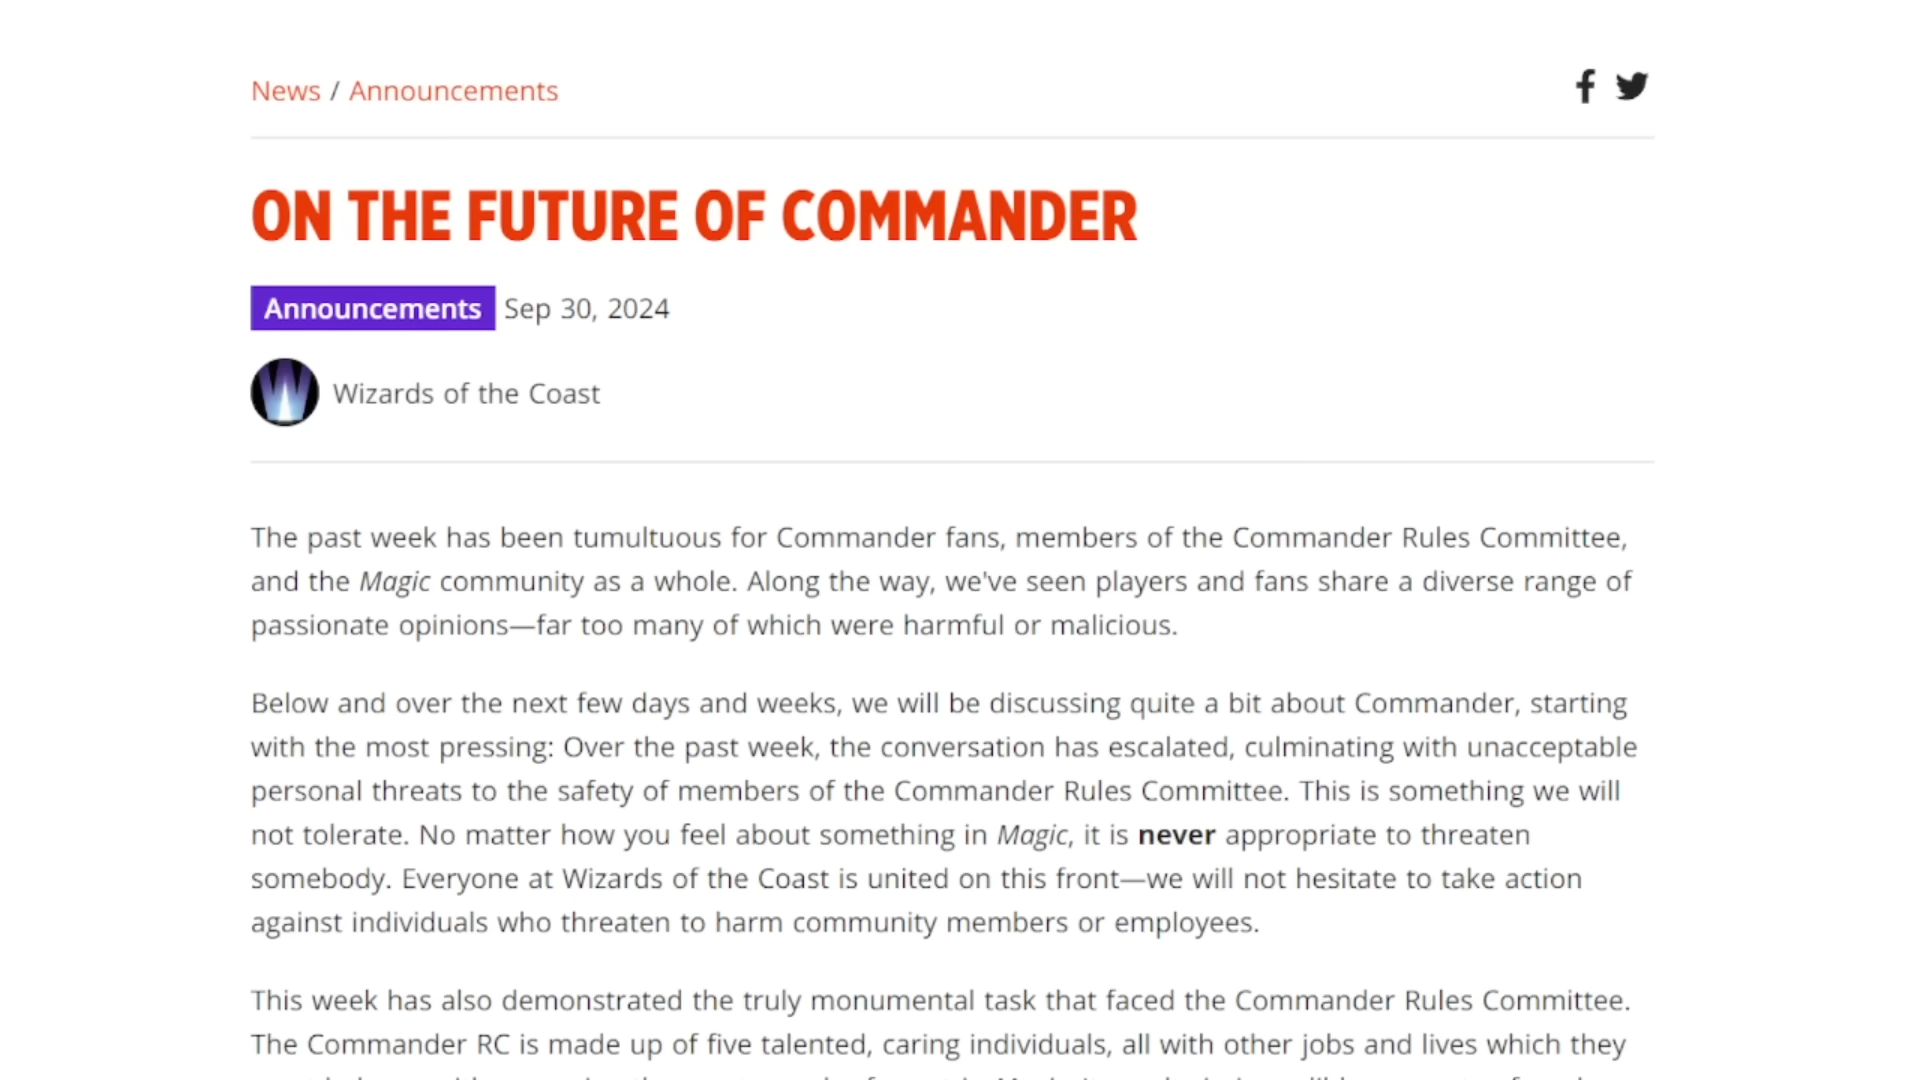 News / Announcements
ON THE FUTURE OF COMMANDER
Announcements Sep 30, 2024
Wizards of the Coast
The past week has been tumultuous for Commander fans, members of the Commander Rules Committee,
and the Magic community as a whole. Along the way, we've seen players and fans share a diverse range of
passionate opinions—far too many of which were harmful or malicious.
Below and over the next few days and weeks, we will be discussing quite a bit about Commander, starting
with the most pressing: Over the past week, the conversation has escalated, culminating with unacceptable
personal threats to the safety of members of the Commander Rules Committee. This is something we will
not tolerate. No matter how you feel about something in Magic, it is never appropriate to threaten
somebody. Everyone at Wizards of the Coast is united on this front—we will not hesitate to take action
against individuals who threaten to harm community members or employees.
This week has also demonstrated the truly monumental task that faced the Commander Rules Committee.
The Commander RC is made up of five talented, caring individuals, all with other jobs and lives which they